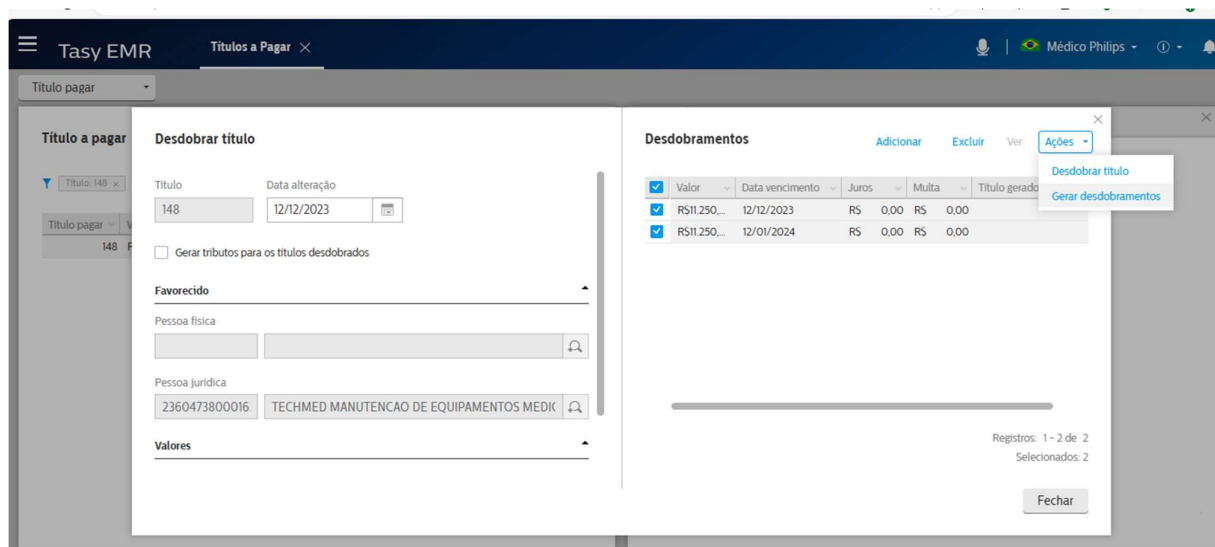 Tasy EMR
Títulos a Pagar
Médico Philips
Título pagar
Título a pagar
Título: 148 x
Título pagar
148
Desdobrar título
Título
Data alteração
148
12/12/2023
Gerar tributos para os títulos desdobrados
Favorecido
Pessoa física
Pessoa jurídica
2360473800016
TECHMED MANUTENCAO DE EQUIPAMENTOS MEDI
Valores
Desdobramentos
Adicionar Excluir Ver Ações
Desdobrar título
Gerar desdobramentos
Valor Data vencimento Juros Multa Título gerado
R$11.250,... 12/12/2023 R$ 0,00 R$ 0,00
R$11.250,... 12/01/2024 R$ 0,00 R$ 0,00
Registros: 1 - 2 de 2
Selecionados: 2
Fechar